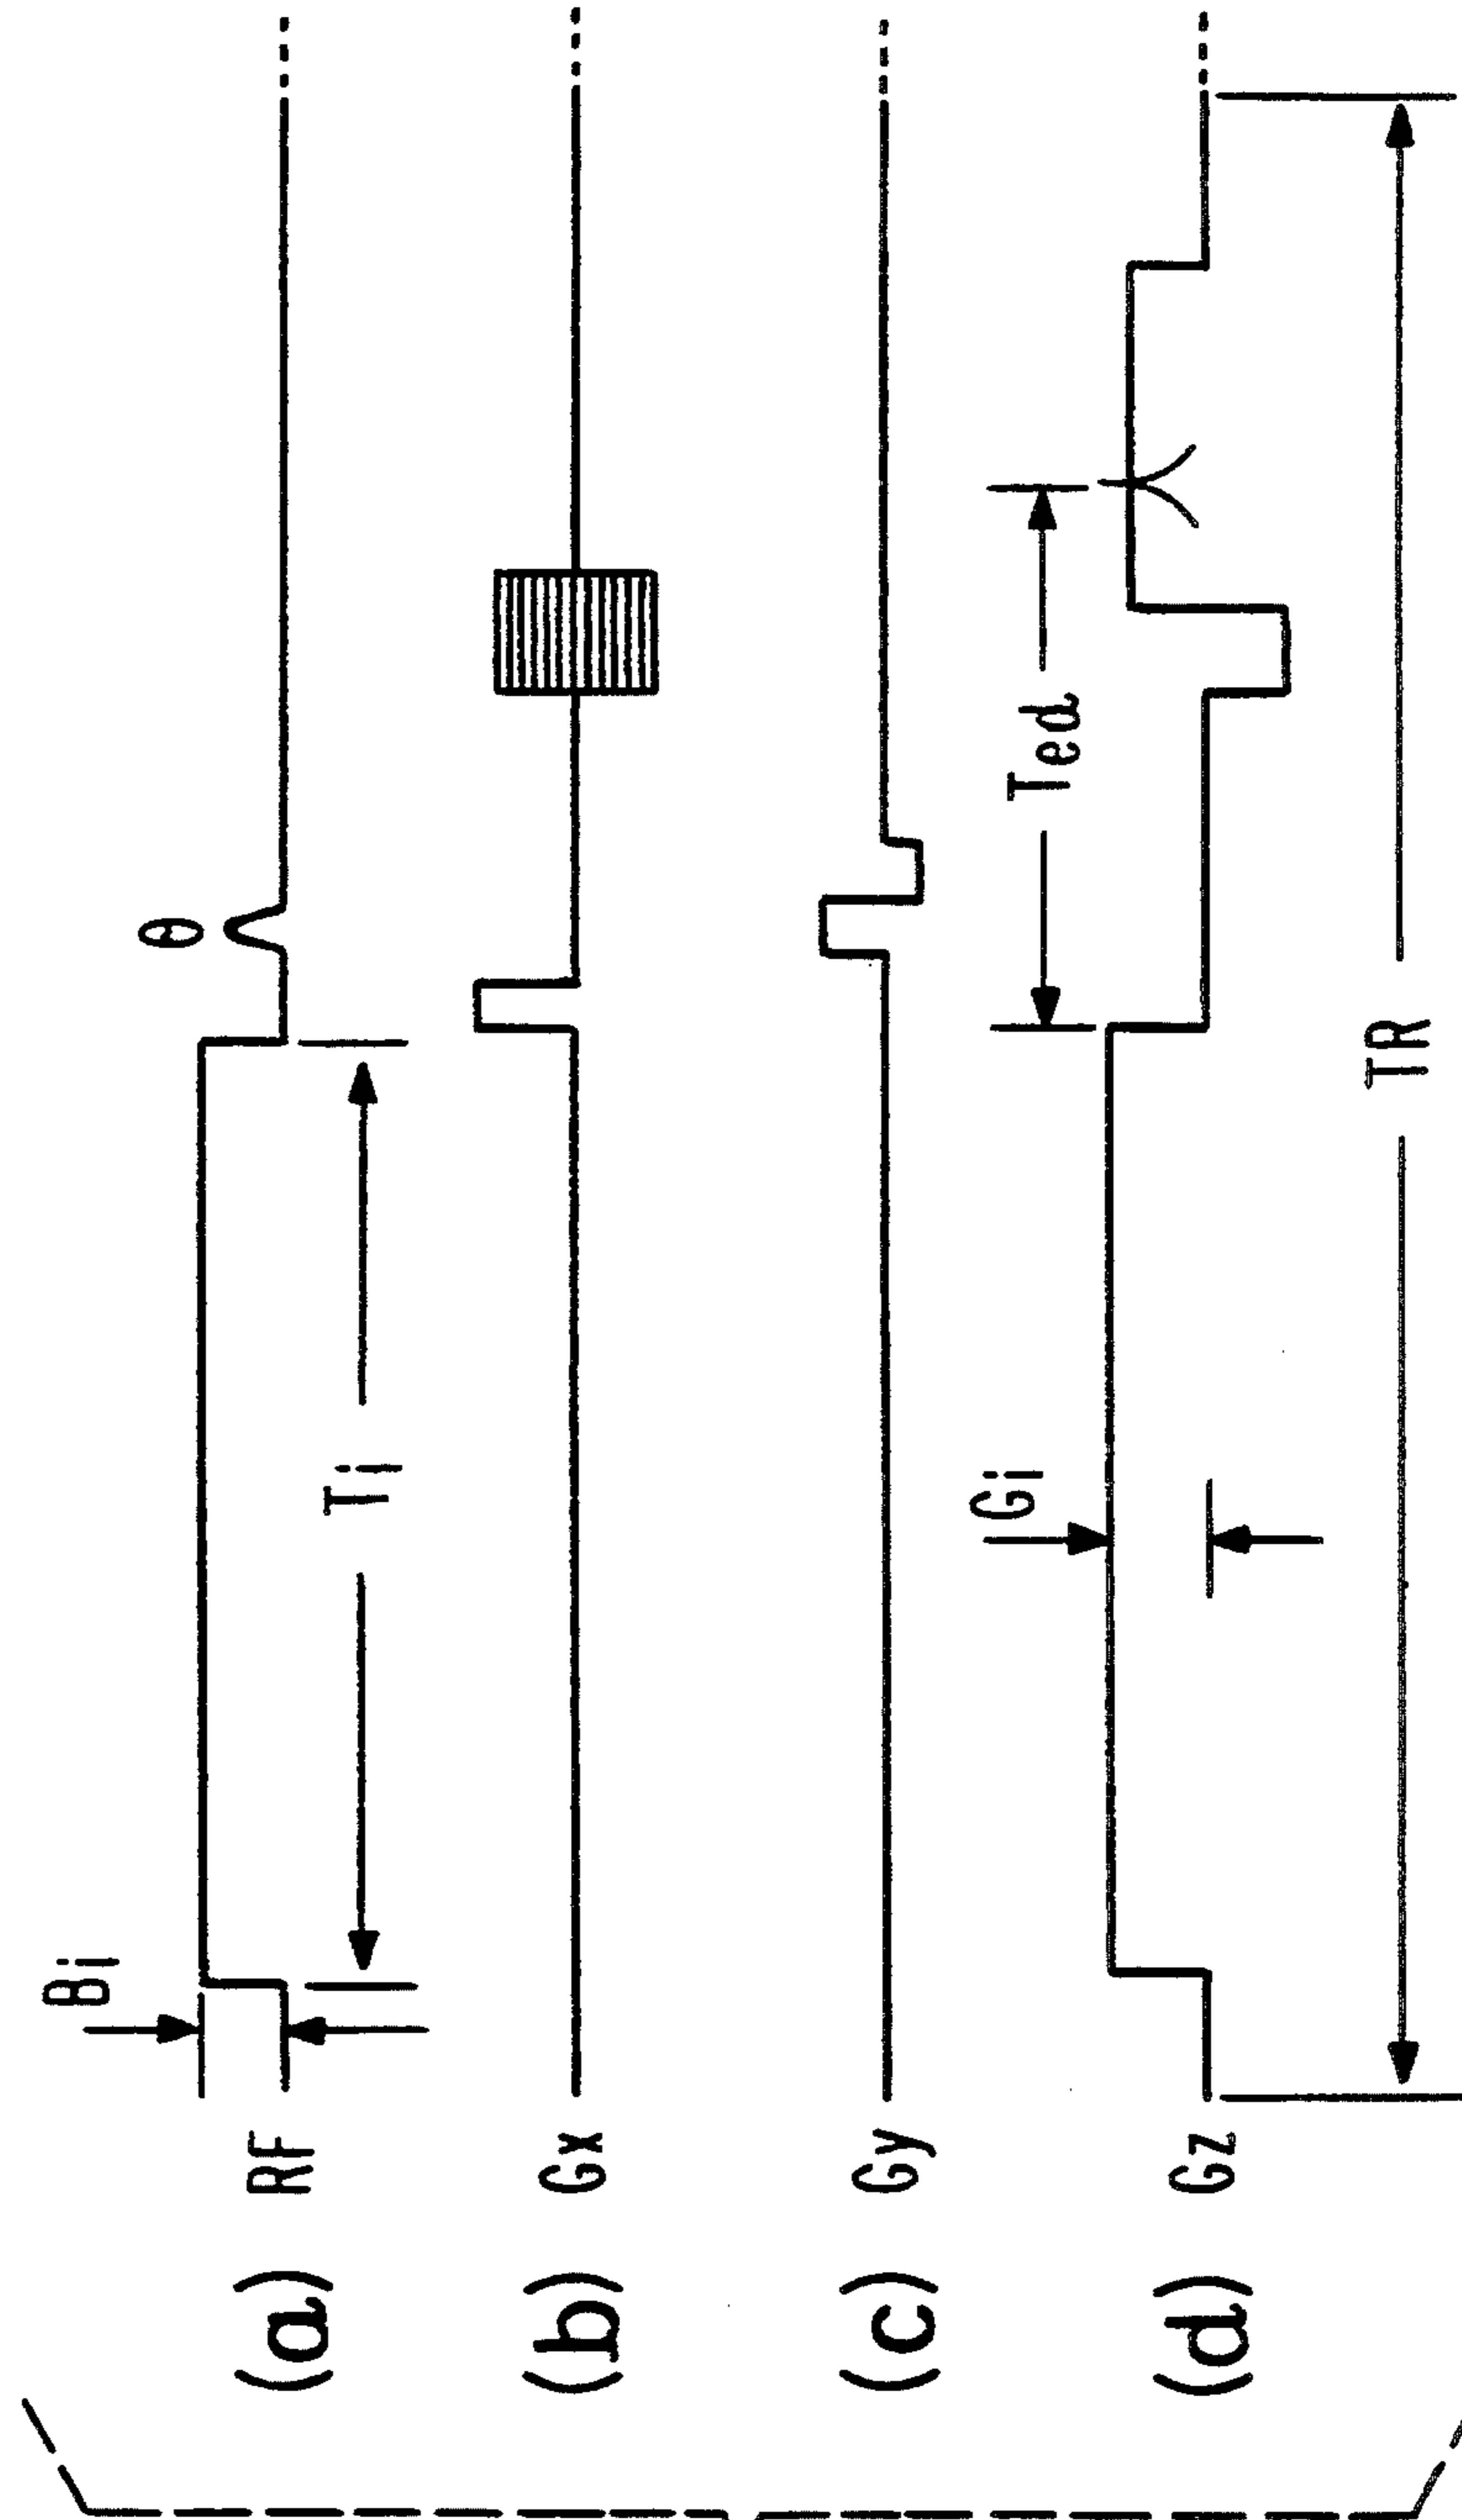 Bi
θ
(a) RF
Ti
(b) Gx
(c) Gy
Gi
Ted
(d) Gz
TR